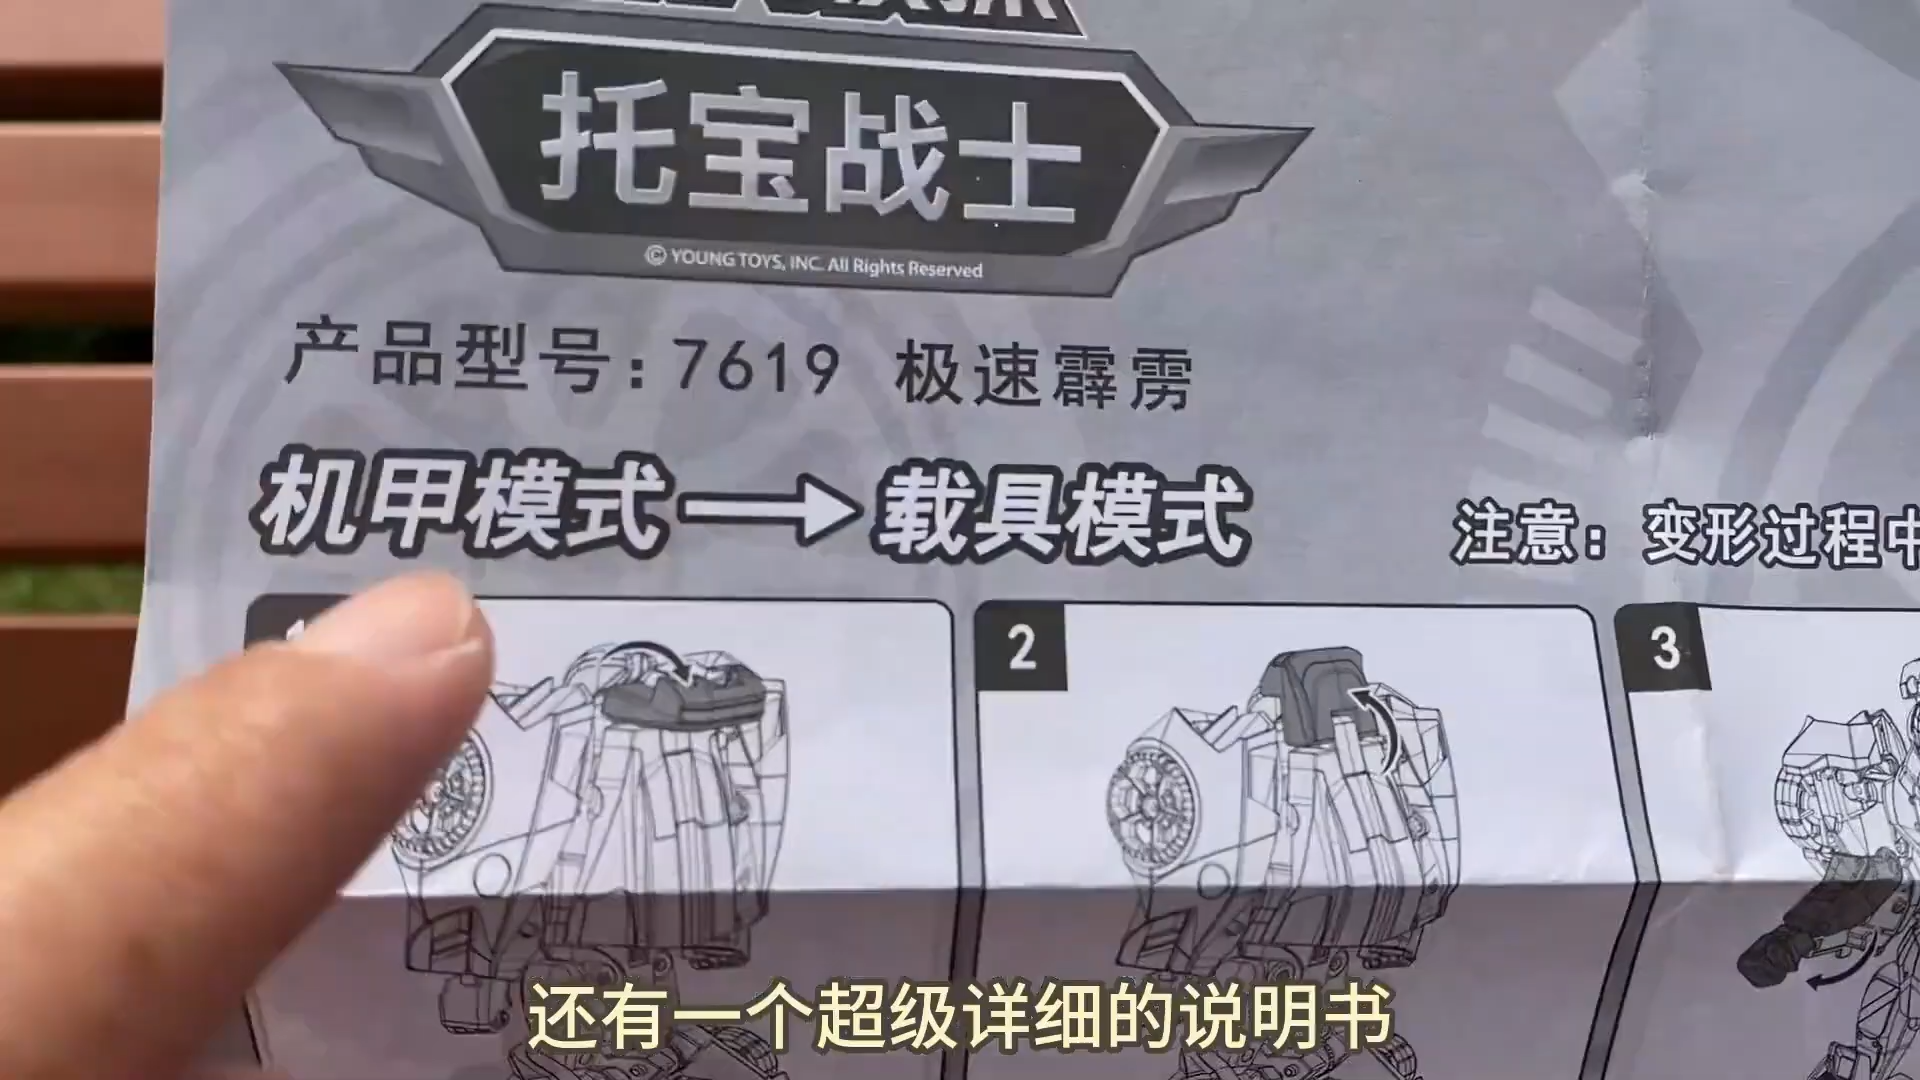 托宝战士
© YOUNG TOYS, INC. All Rights Reserved
产品型号:7619 极速霹雳
机甲模式→载具模式
注意:变形过程中
2
3
还有一个超级详细的说明书